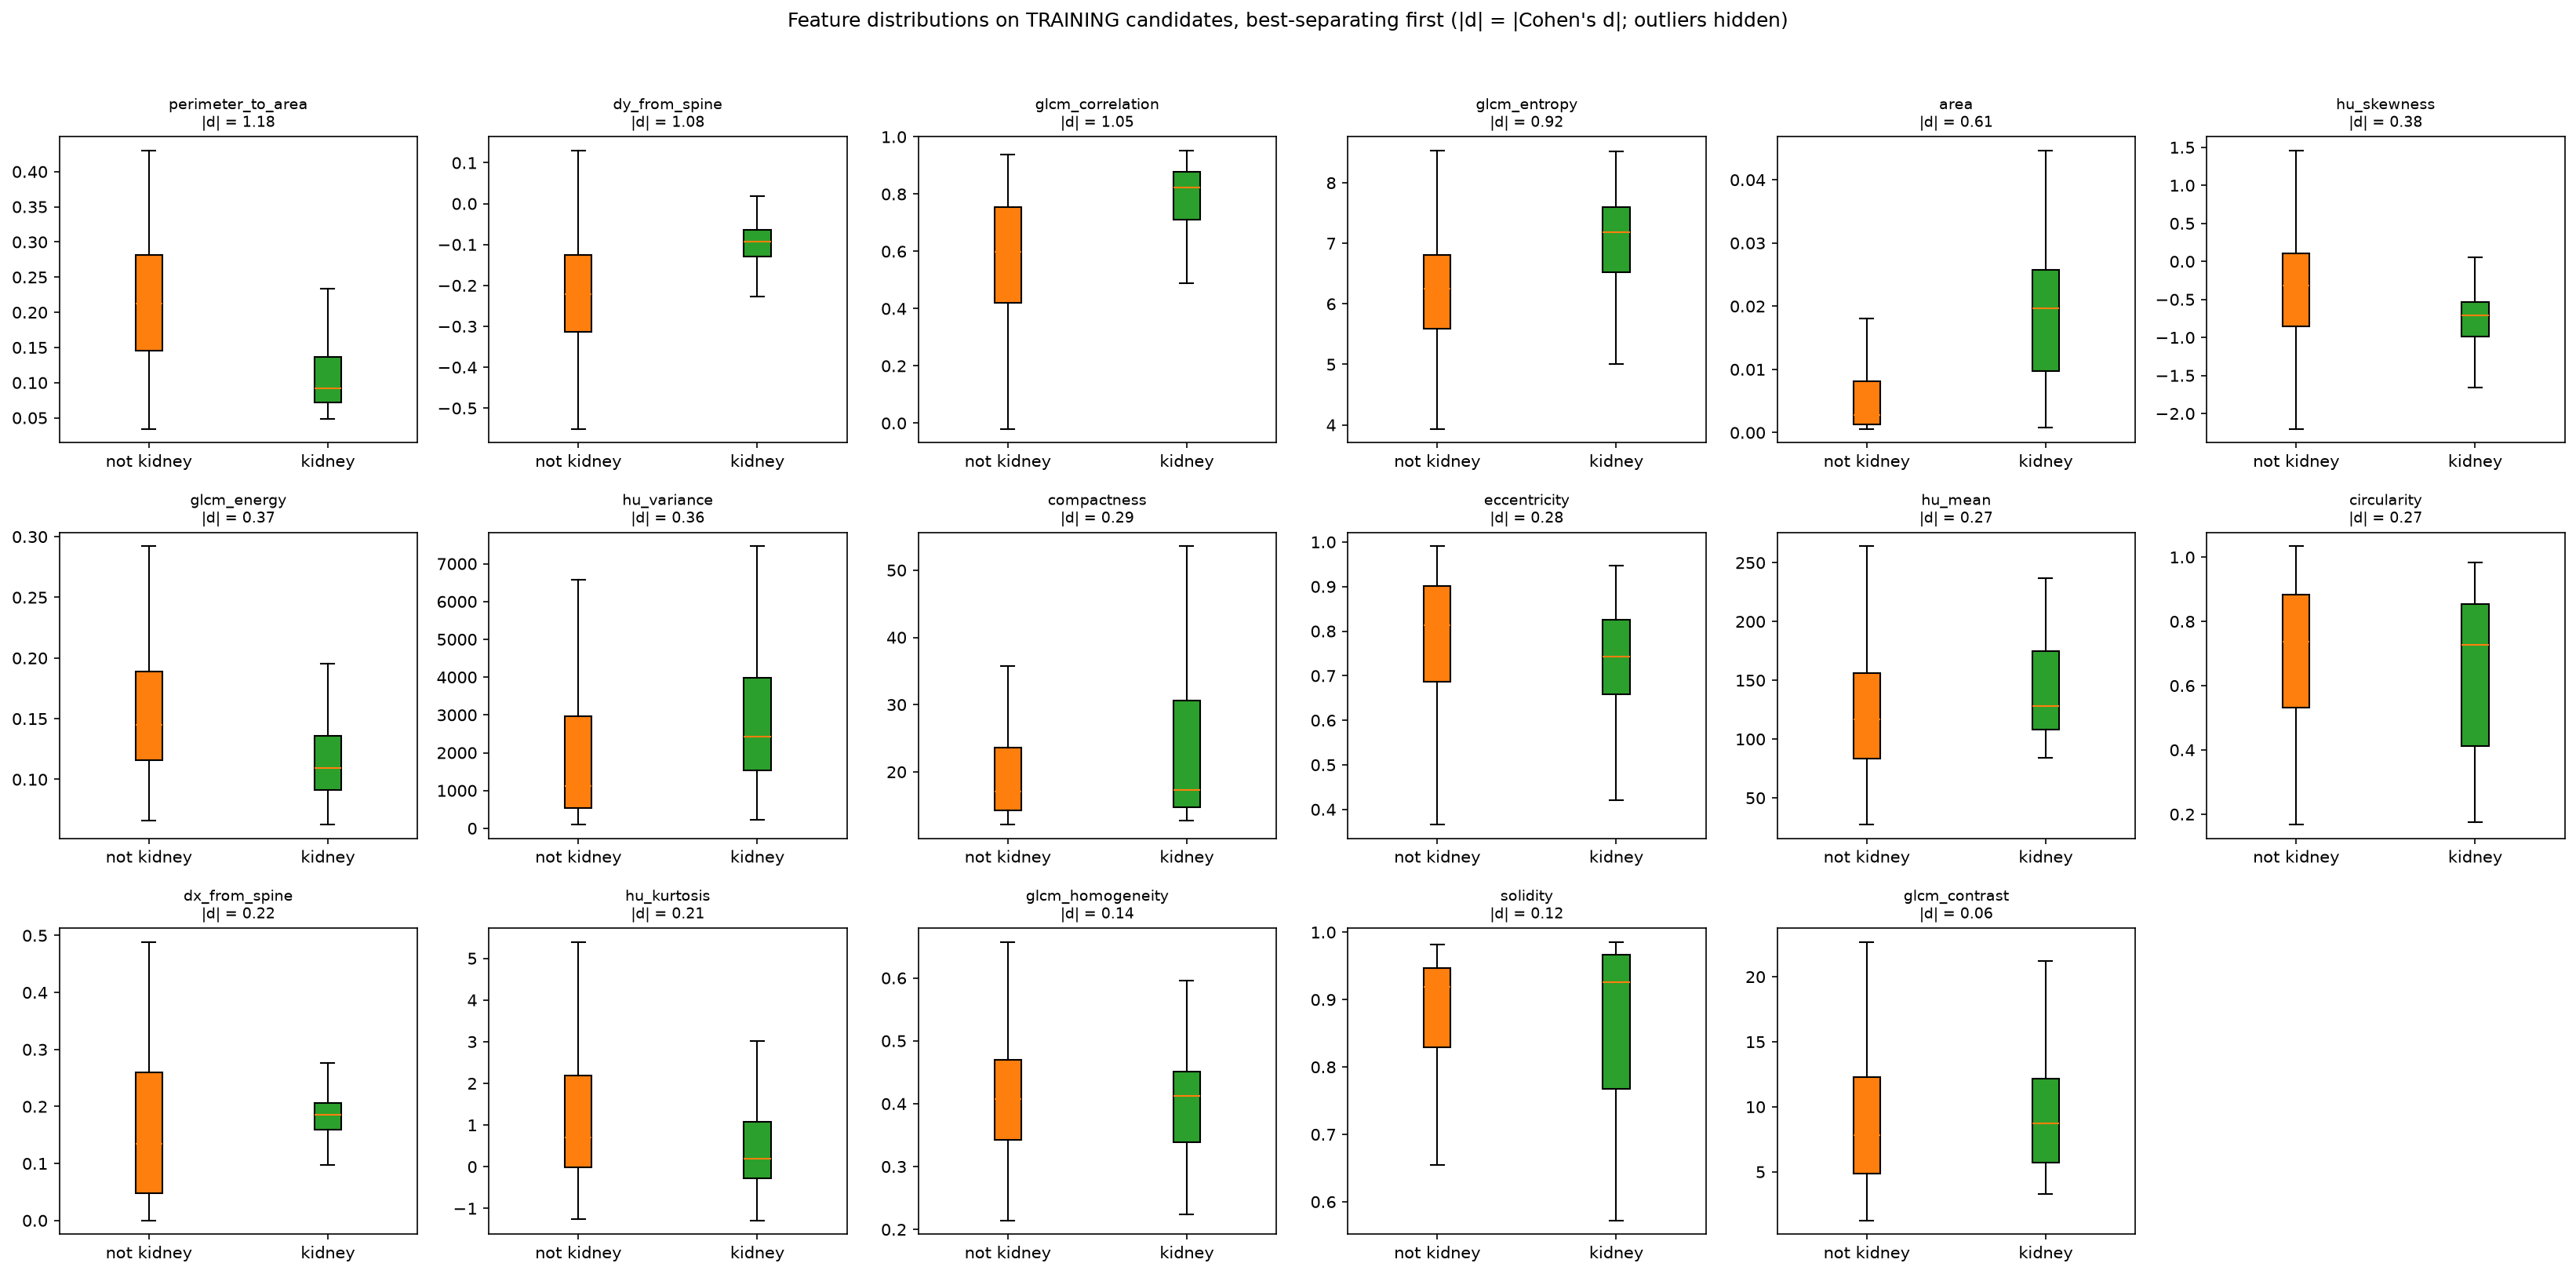 Feature distributions on TRAINING candidates, best-separating first (|d| = |Cohen's d|; outliers hidden)
perimeter_to_area
|d| = 1.18
0.40
0.35
0.30
0.25
0.20
0.15
0.10
0.05
not kidney kidney
dy_from_spine
|d| = 1.08
0.1
0.0
−0.1
−0.2
−0.3
−0.4
−0.5
not kidney kidney
glcm_correlation
|d| = 1.05
1.0
0.8
0.6
0.4
0.2
0.0
not kidney kidney
glcm_entropy
|d| = 0.92
8
7
6
5
4
not kidney kidney
area
|d| = 0.61
0.04
0.03
0.02
0.01
0.00
not kidney kidney
hu_skewness
|d| = 0.38
1.5
1.0
0.5
0.0
−0.5
−1.0
−1.5
−2.0
not kidney kidney
glcm_energy
|d| = 0.37
0.30
0.25
0.20
0.15
0.10
not kidney kidney
hu_variance
|d| = 0.36
7000
6000
5000
4000
3000
2000
1000
0
not kidney kidney
compactness
|d| = 0.29
50
40
30
20
not kidney kidney
eccentricity
|d| = 0.28
1.0
0.9
0.8
0.7
0.6
0.5
0.4
not kidney kidney
hu_mean
|d| = 0.27
250
200
150
100
50
not kidney kidney
circularity
|d| = 0.27
1.0
0.8
0.6
0.4
0.2
not kidney kidney
dx_from_spine
|d| = 0.22
0.5
0.4
0.3
0.2
0.1
0.0
not kidney kidney
hu_kurtosis
|d| = 0.21
5
4
3
2
1
0
−1
not kidney kidney
glcm_homogeneity
|d| = 0.14
0.6
0.5
0.4
0.3
0.2
not kidney kidney
solidity
|d| = 0.12
1.0
0.9
0.8
0.7
0.6
not kidney kidney
glcm_contrast
|d| = 0.06
20
15
10
5
not kidney kidney